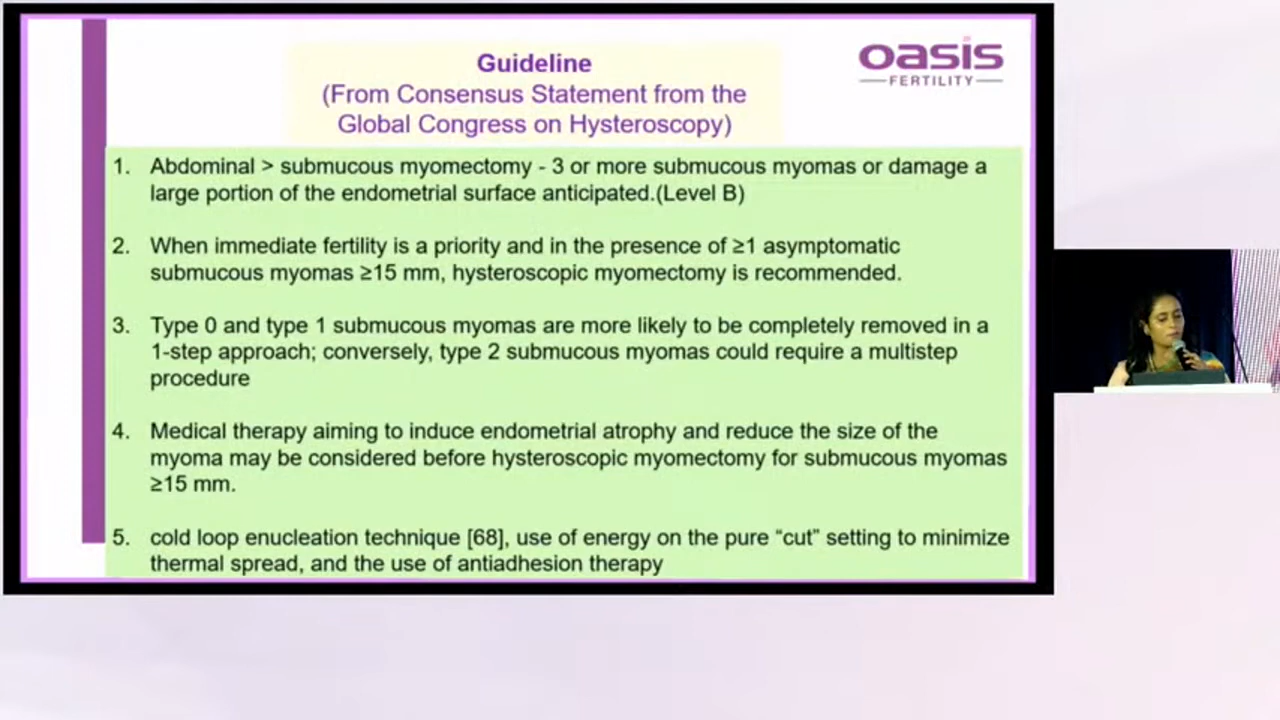 Guideline
(From Consensus Statement from the
Global Congress on Hysteroscopy)
oasis
FERTILITY
1. Abdominal > submucous myomectomy - 3 or more submucous myomas or damage a
large portion of the endometrial surface anticipated.(Level B)
2. When immediate fertility is a priority and in the presence of ≥1 asymptomatic
submucous myomas ≥15 mm, hysteroscopic myomectomy is recommended.
3. Type 0 and type 1 submucous myomas are more likely to be completely removed in a
1-step approach; conversely, type 2 submucous myomas could require a multistep
procedure
4. Medical therapy aiming to induce endometrial atrophy and reduce the size of the
myoma may be considered before hysteroscopic myomectomy for submucous myomas
≥15 mm.
5. cold loop enucleation technique [68], use of energy on the pure “cut” setting to minimize
thermal spread, and the use of antiadhesion therapy